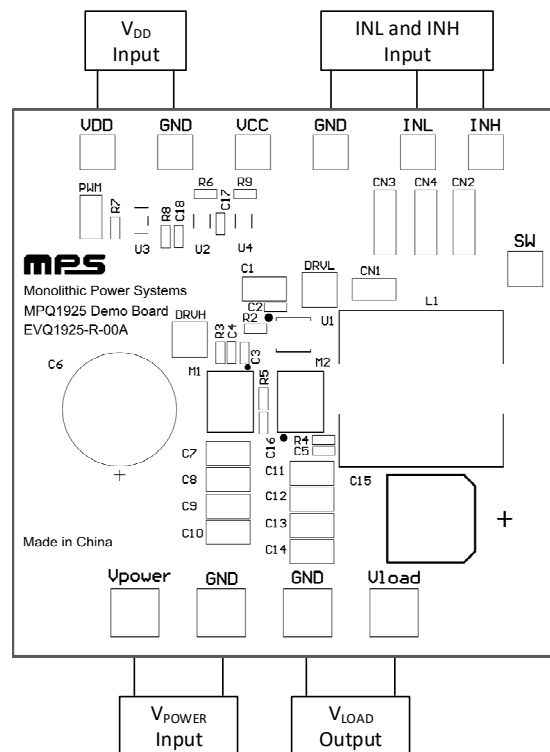 VDD
Input
INL and INH
Input
VDD GND VCC GND INL INH
PWM
R7
R8
C18
R6
R9
C17
U3
U2
U4
CN3
CN4
CN2
SW
mPS
Monolithic Power Systems
MPQ1925 Demo Board
EVQ1925-R-00A
C1
DRVL
CN1
C2
R2
U1
L1
DRVH
R3
C4
C3
C6
M1
R5
M2
C16
R4
C5
C7
C8
C9
C10
C11
C12
C13
C14
C15
+
+
Made in China
Vpower GND GND Vload
VPOWER
Input
VLOAD
Output